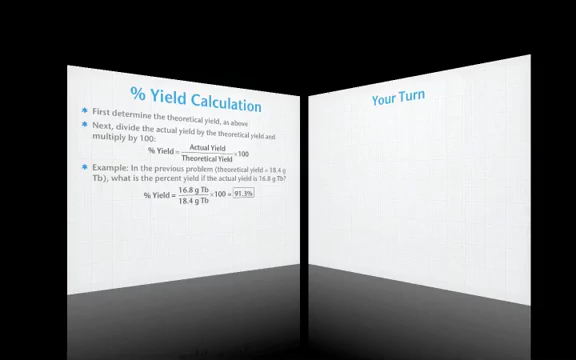 % Yield Calculation
* First determine the theoretical yield, as above
* Next, divide the actual yield by the theoretical yield and
multiply by 100:
% Yield = Actual Yield / Theoretical Yield × 100
* Example: In the previous problem (theoretical yield = 18.4 g
Tb), what is the percent yield if the actual yield is 16.8 g Tb?
% Yield = 16.8 g Tb / 18.4 g Tb × 100 = 91.3%
Your Turn